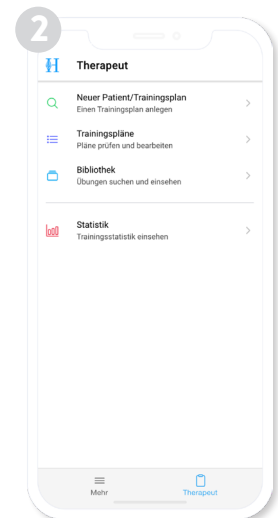 2
Therapeut
Neuer Patient/Trainingsplan
Einen Trainingsplan anlegen
Trainingspläne
Pläne prüfen und bearbeiten
Bibliothek
Übungen suchen und einsehen
Statistik
Trainingsstatistik einsehen
Mehr
Therapeut